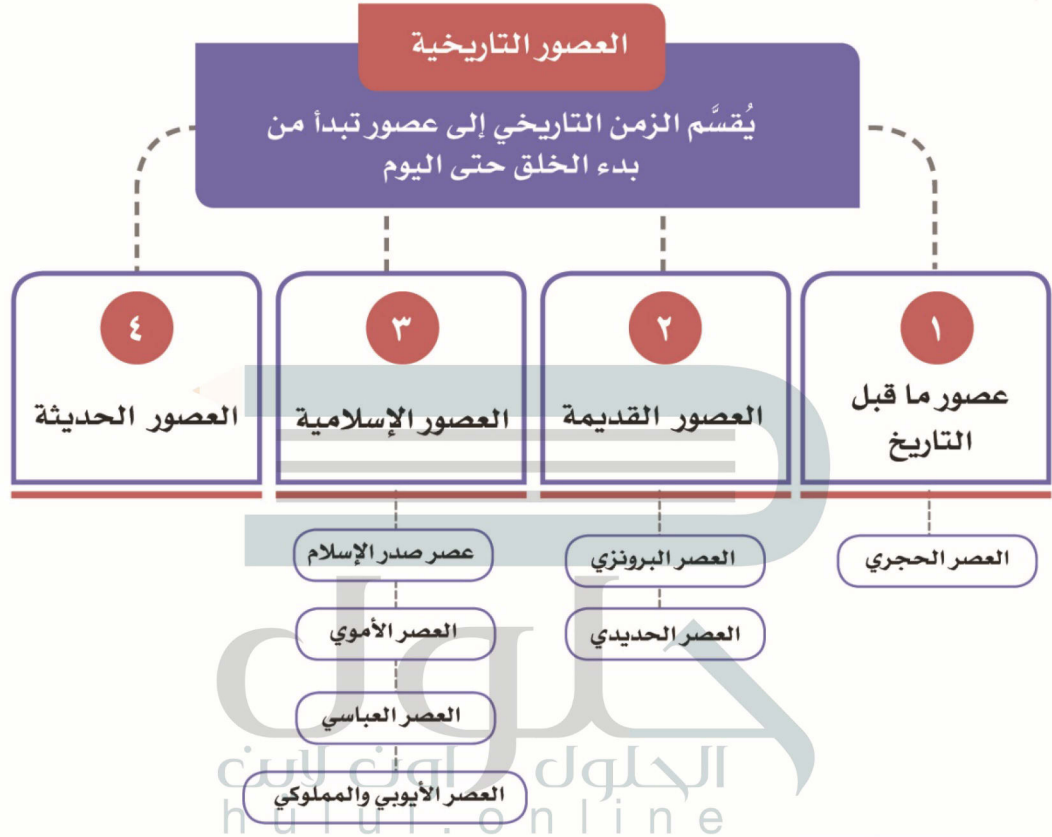 العصور التاريخية
يُقسَّم الزمن التاريخي إلى عصور تبدأ من
بدء الخلق حتى اليوم
١
عصور ما قبل
التاريخ
العصر الحجري
٢
العصور القديمة
العصر البرونزي
العصر الحديدي
٣
العصور الإسلامية
عصر صدر الإسلام
العصر الأموي
العصر العباسي
العصر الأيوبي والمملوكي
٤
العصور الحديثة
حلول
الحلول اون لاين
hulul.online